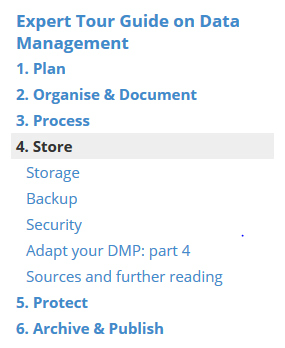 Expert Tour Guide on Data
Management
1. Plan
2. Organise & Document
3. Process
4. Store
Storage
Backup
Security
Adapt your DMP: part 4
Sources and further reading
5. Protect
6. Archive & Publish